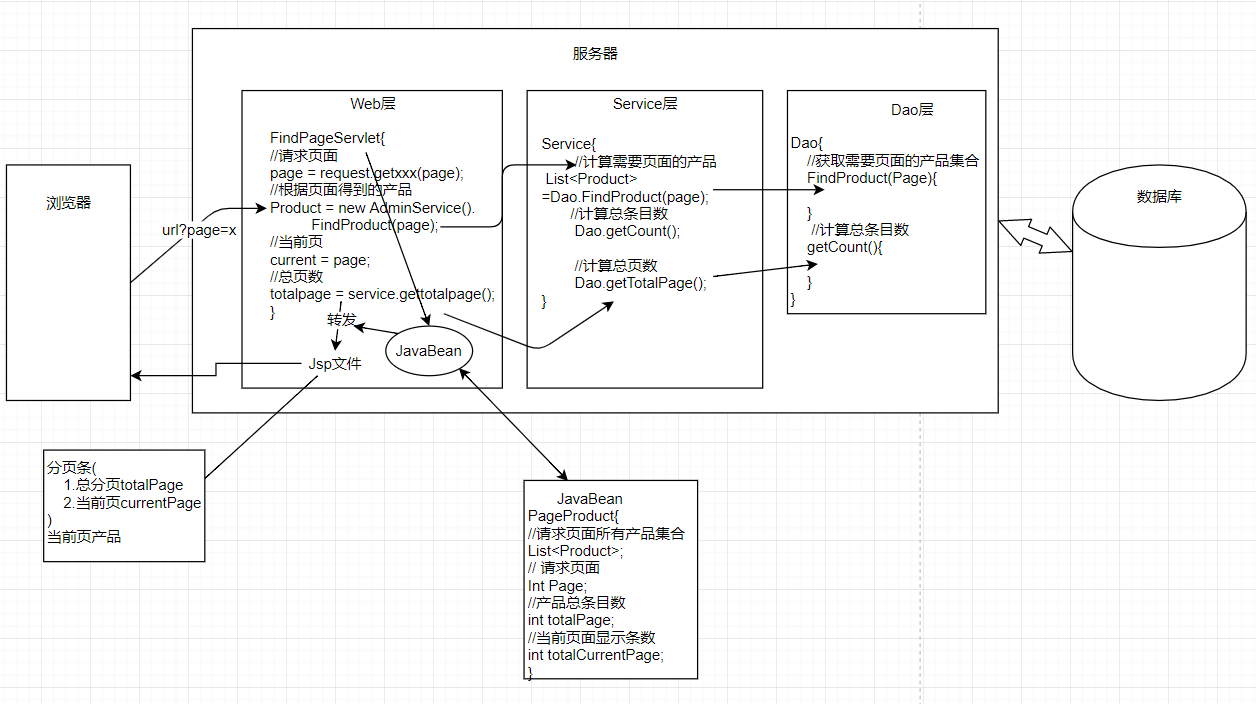 服务器
浏览器
url?page=x
Web层
FindPageServlet{
//请求页面
page = request.getxxx(page);
//根据页面得到的产品
Product = new AdminService().
FindProduct(page);
//当前页
current = page;
//总页数
totalpage = service.gettotalpage();
}
转发
Jsp文件
JavaBean
Service层
Service{
//计算需要页面的产品
List<Product>
=Dao.FindProduct(page);
//计算总条目数
Dao.getCount();
//计算总页数
Dao.getTotalPage();
}
Dao层
Dao{
//获取需要页面的产品集合
FindProduct(Page){
}
//计算总条目数
getCount(){
}
}
数据库
分页条(
1.总分页totalPage
2.当前页currentPage
)
当前页产品
JavaBean
PageProduct{
//请求页面所有产品集合
List<Product>;
// 请求页面
Int Page;
//产品总条目数
int totalPage;
//当前页面显示条数
int totalCurrentPage;
}